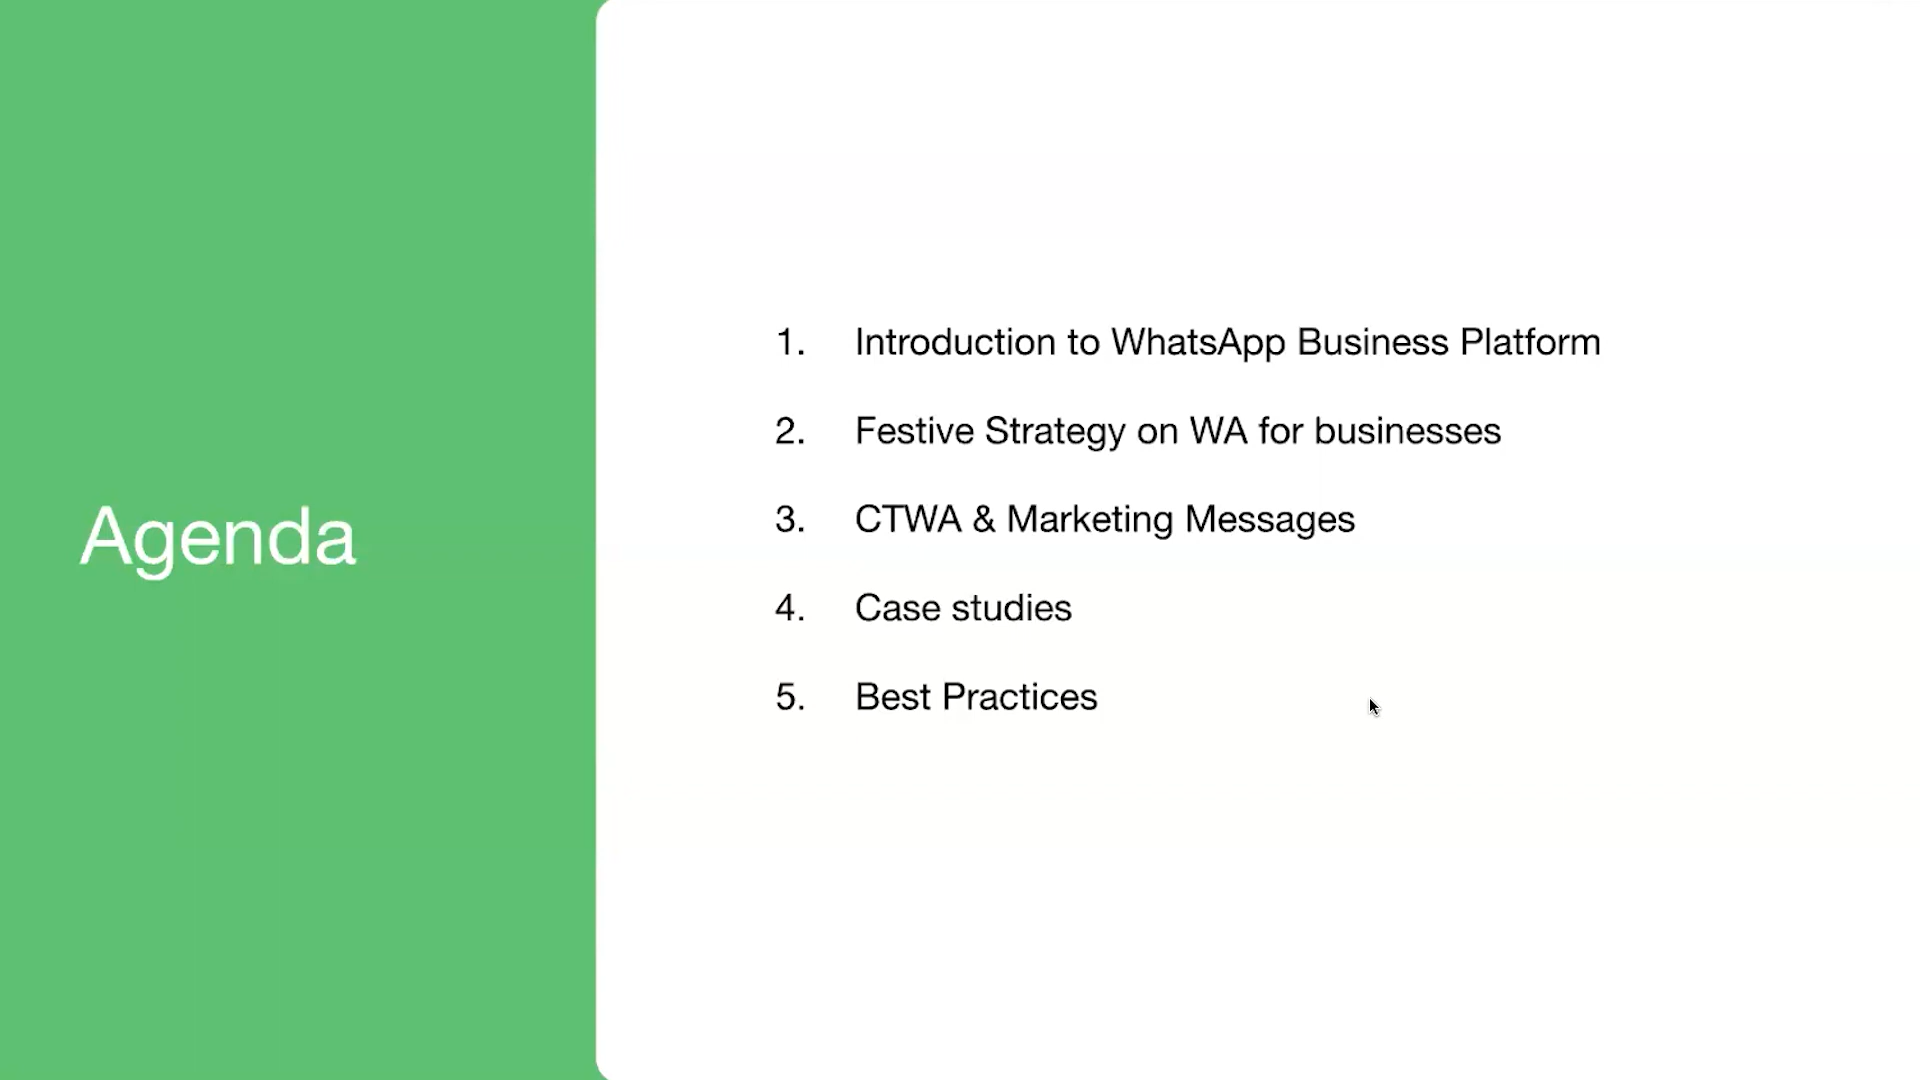 Agenda
1. Introduction to WhatsApp Business Platform
2. Festive Strategy on WA for businesses
3. CTWA & Marketing Messages
4. Case studies
5. Best Practices